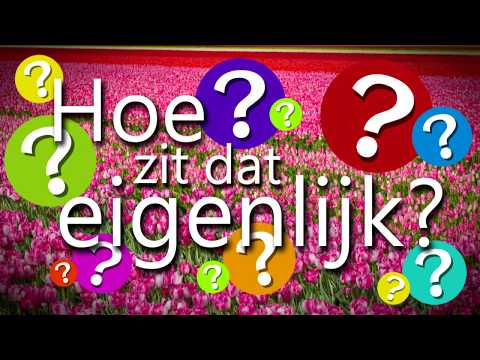 Hoe
zit dat
eigenlijk?